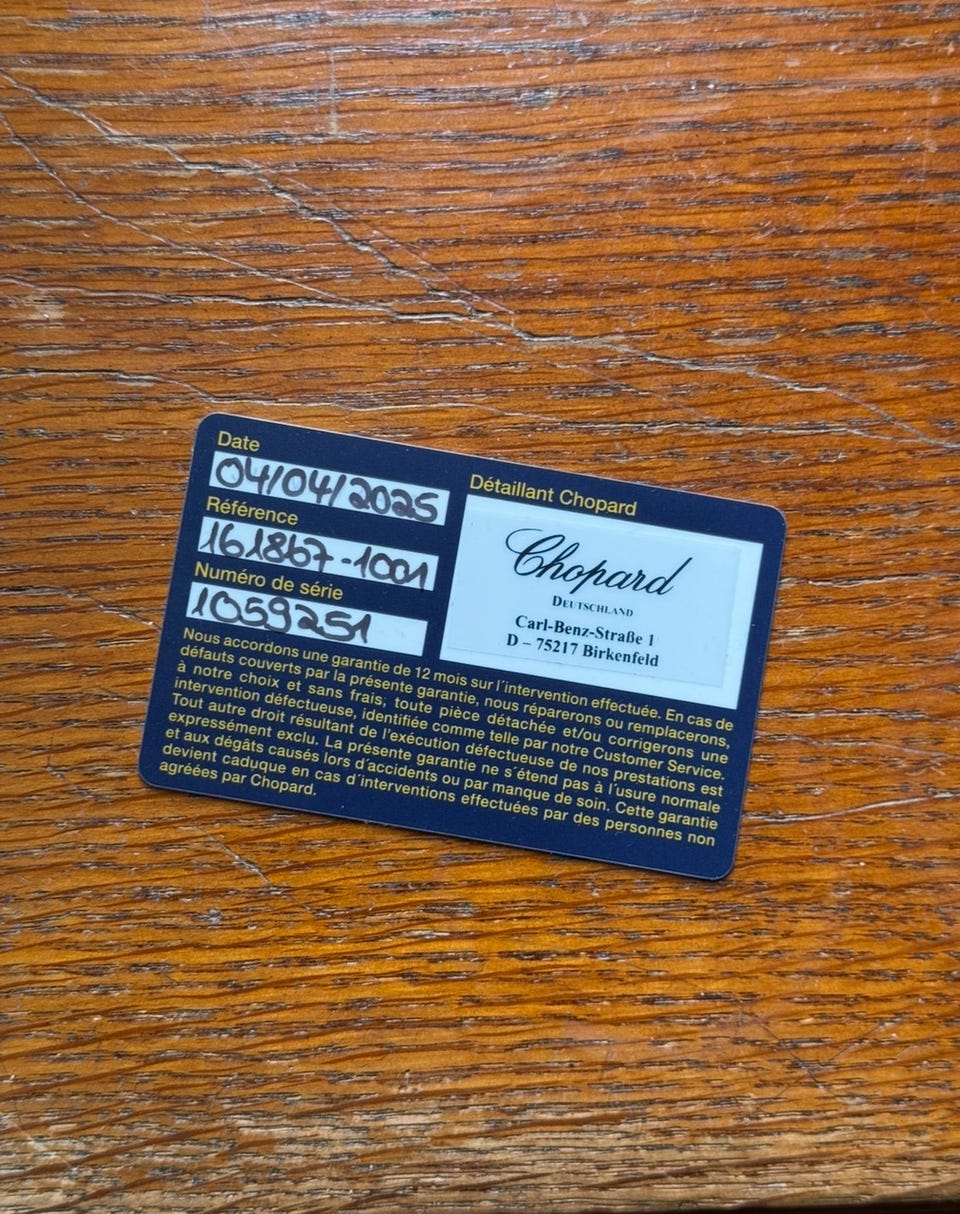 Date
04/04/2025
Référence
161867-1001
Numéro de série
1059251
Détaillant Chopard
Chopard
DEUTSCHLAND
Carl-Benz-Straße 1
D – 75217 Birkenfeld
Nous accordons une garantie de 12 mois sur l´intervention effectuée. En cas de
défauts couverts par la présente garantie, nous réparerons ou remplacerons,
à notre choix et sans frais; toute pièce détachée et/ou corrigerons une
intervention défectueuse, identifiée comme telle par notre Customer Service.
Tout autre droit résultant de l´exécution défectueuse de nos prestations est
expressément exclu. La présente garantie ne s´étend pas à l´usure normale
et aux dégâts causés lors d´accidents ou par manque de soin. Cette garantie
devient caduque en cas d´interventions effectuées par des personnes non
agréées par Chopard.